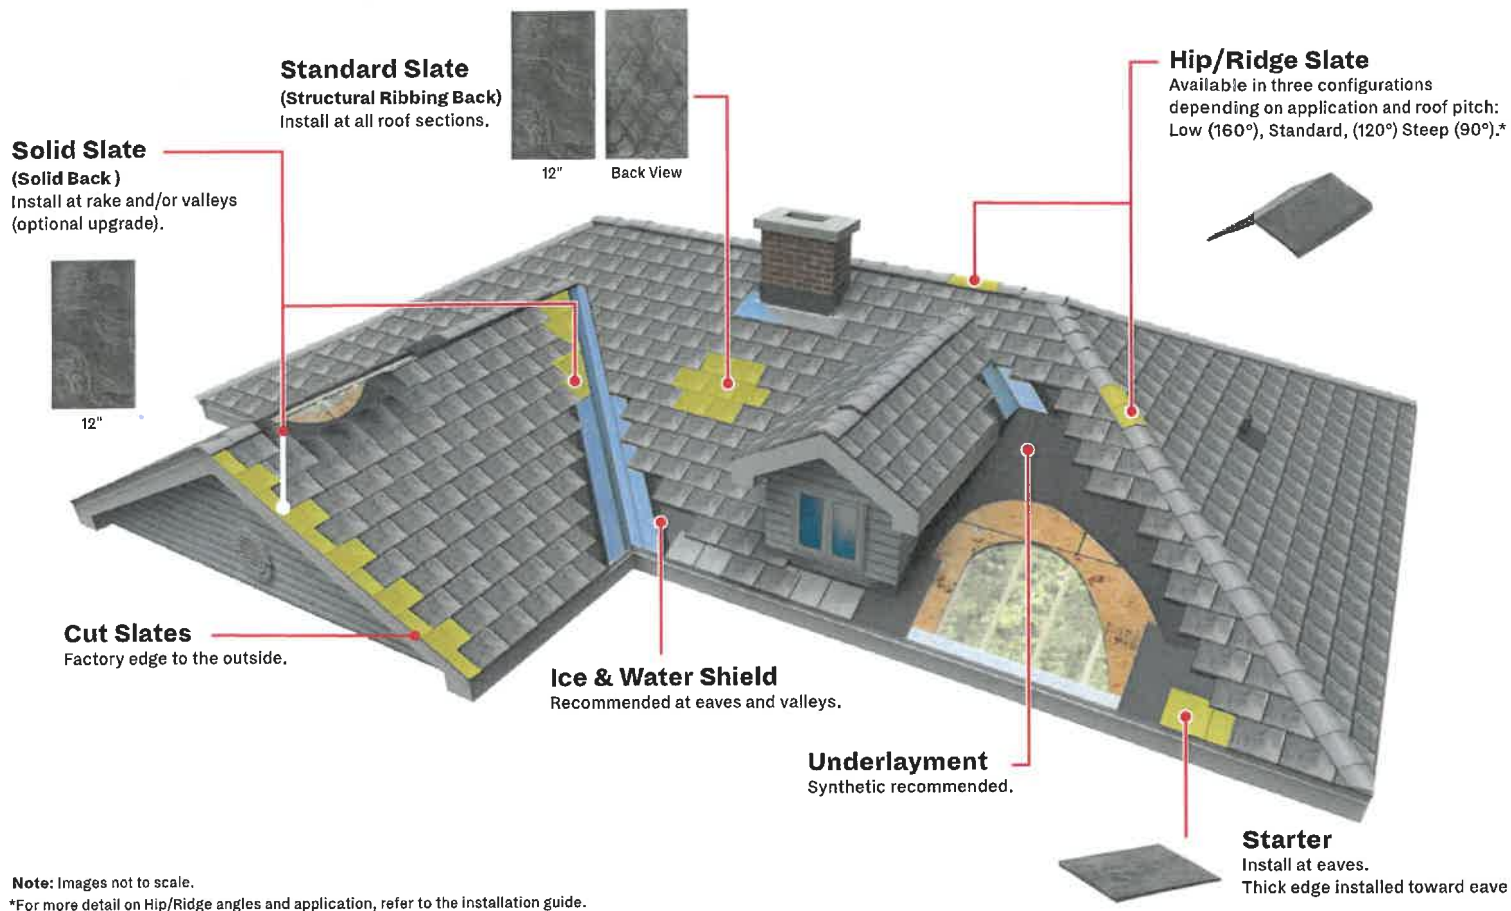 Standard Slate
(Structural Ribbing Back)
Install at all roof sections.
12"
Back View
Hip/Ridge Slate
Available in three configurations
depending on application and roof pitch:
Low (160°), Standard, (120°) Steep (90°).*
Solid Slate
(Solid Back )
Install at rake and/or valleys
(optional upgrade).
12"
Cut Slates
Factory edge to the outside.
Ice & Water Shield
Recommended at eaves and valleys.
Underlayment
Synthetic recommended.
Starter
Install at eaves.
Thick edge installed toward eave
Note: Images not to scale.
*For more detail on Hip/Ridge angles and application, refer to the installation guide.